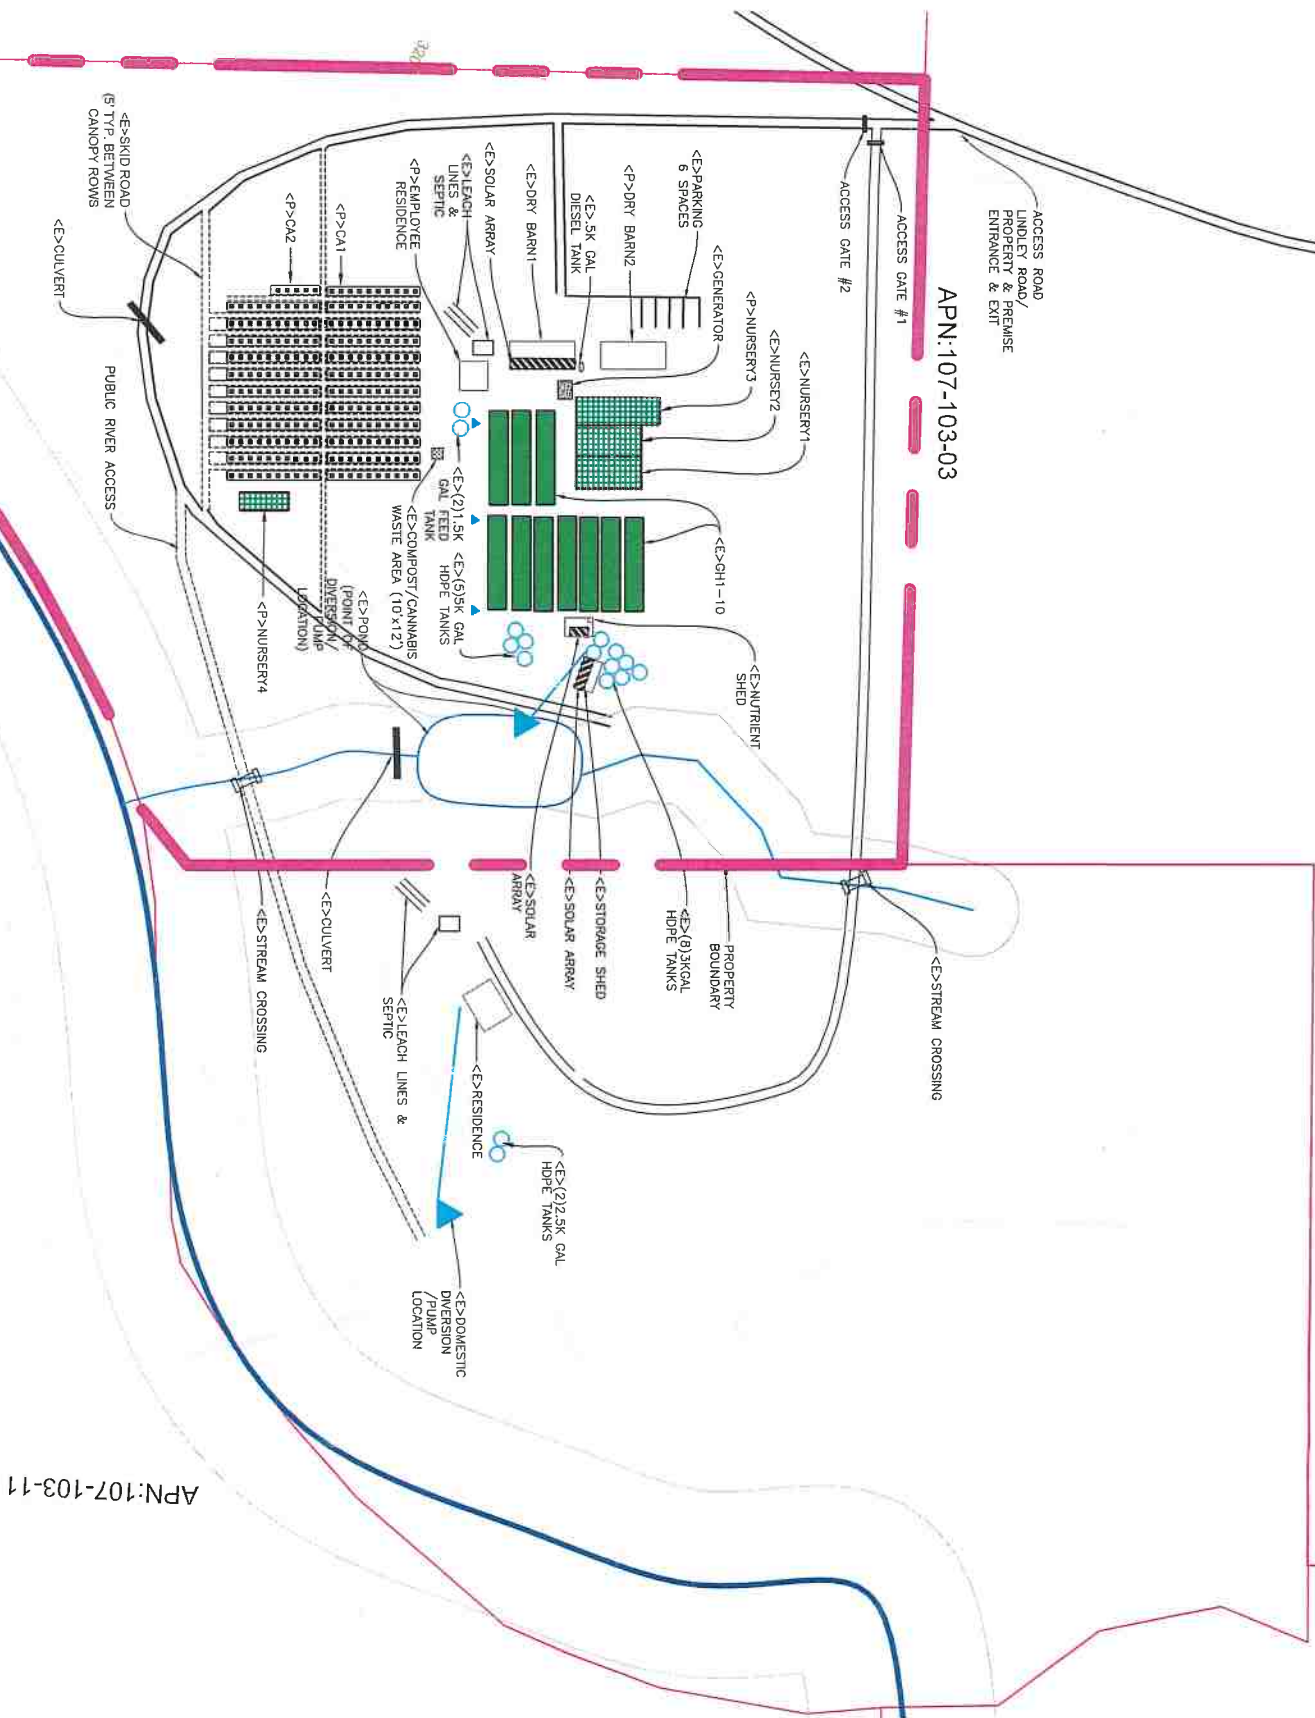 ACCESS ROAD
LINDLEY ROAD/
PROPERTY & PREMISE
ENTRANCE & EXIT
APN:107-103-03
ACCESS GATE #1
ACCESS GATE #2
<E>PARKING
6 SPACES
<P>DRY BARN2
<E>.5K GAL
DIESEL TANK
<E>DRY BARN1
<E>SOLAR ARRAY
<E>LEACH
LINES &
SEPTIC
<P>EMPLOYEE
RESIDENCE
<P>CA1
<P>CA2
<E>SKID ROAD
(5' TYP. BETWEEN
CANOPY ROWS
<E>CULVERT
<E>GENERATOR
<P>NURSERY3
<E>NURSEY2
<E>NURSERY1
<E>GH1-10
<E>NUTRIENT
SHED
<E>(2)1.5K
GAL FEED
TANK
<E>(5)5K GAL
HDPE TANKS
<E>COMPOST/CANNABIS
WASTE AREA (10'x12')
<E>POND
(POINT OF
DIVERSION/
PUMP
LOCATION)
<P>NURSERY4
PUBLIC RIVER ACCESS
<E>STREAM CROSSING
PROPERTY
BOUNDARY
<E>(8)3KGAL
HDPE TANKS
<E>STORAGE SHED
<E>SOLAR ARRAY
<E>SOLAR
ARRAY
<E>CULVERT
<E>STREAM CROSSING
<E>LEACH LINES &
SEPTIC
<E>RESIDENCE
<E>(2)2.5K GAL
HDPE TANKS
<E>DOMESTIC
DIVERSION
/PUMP
LOCATION
APN:107-103-11